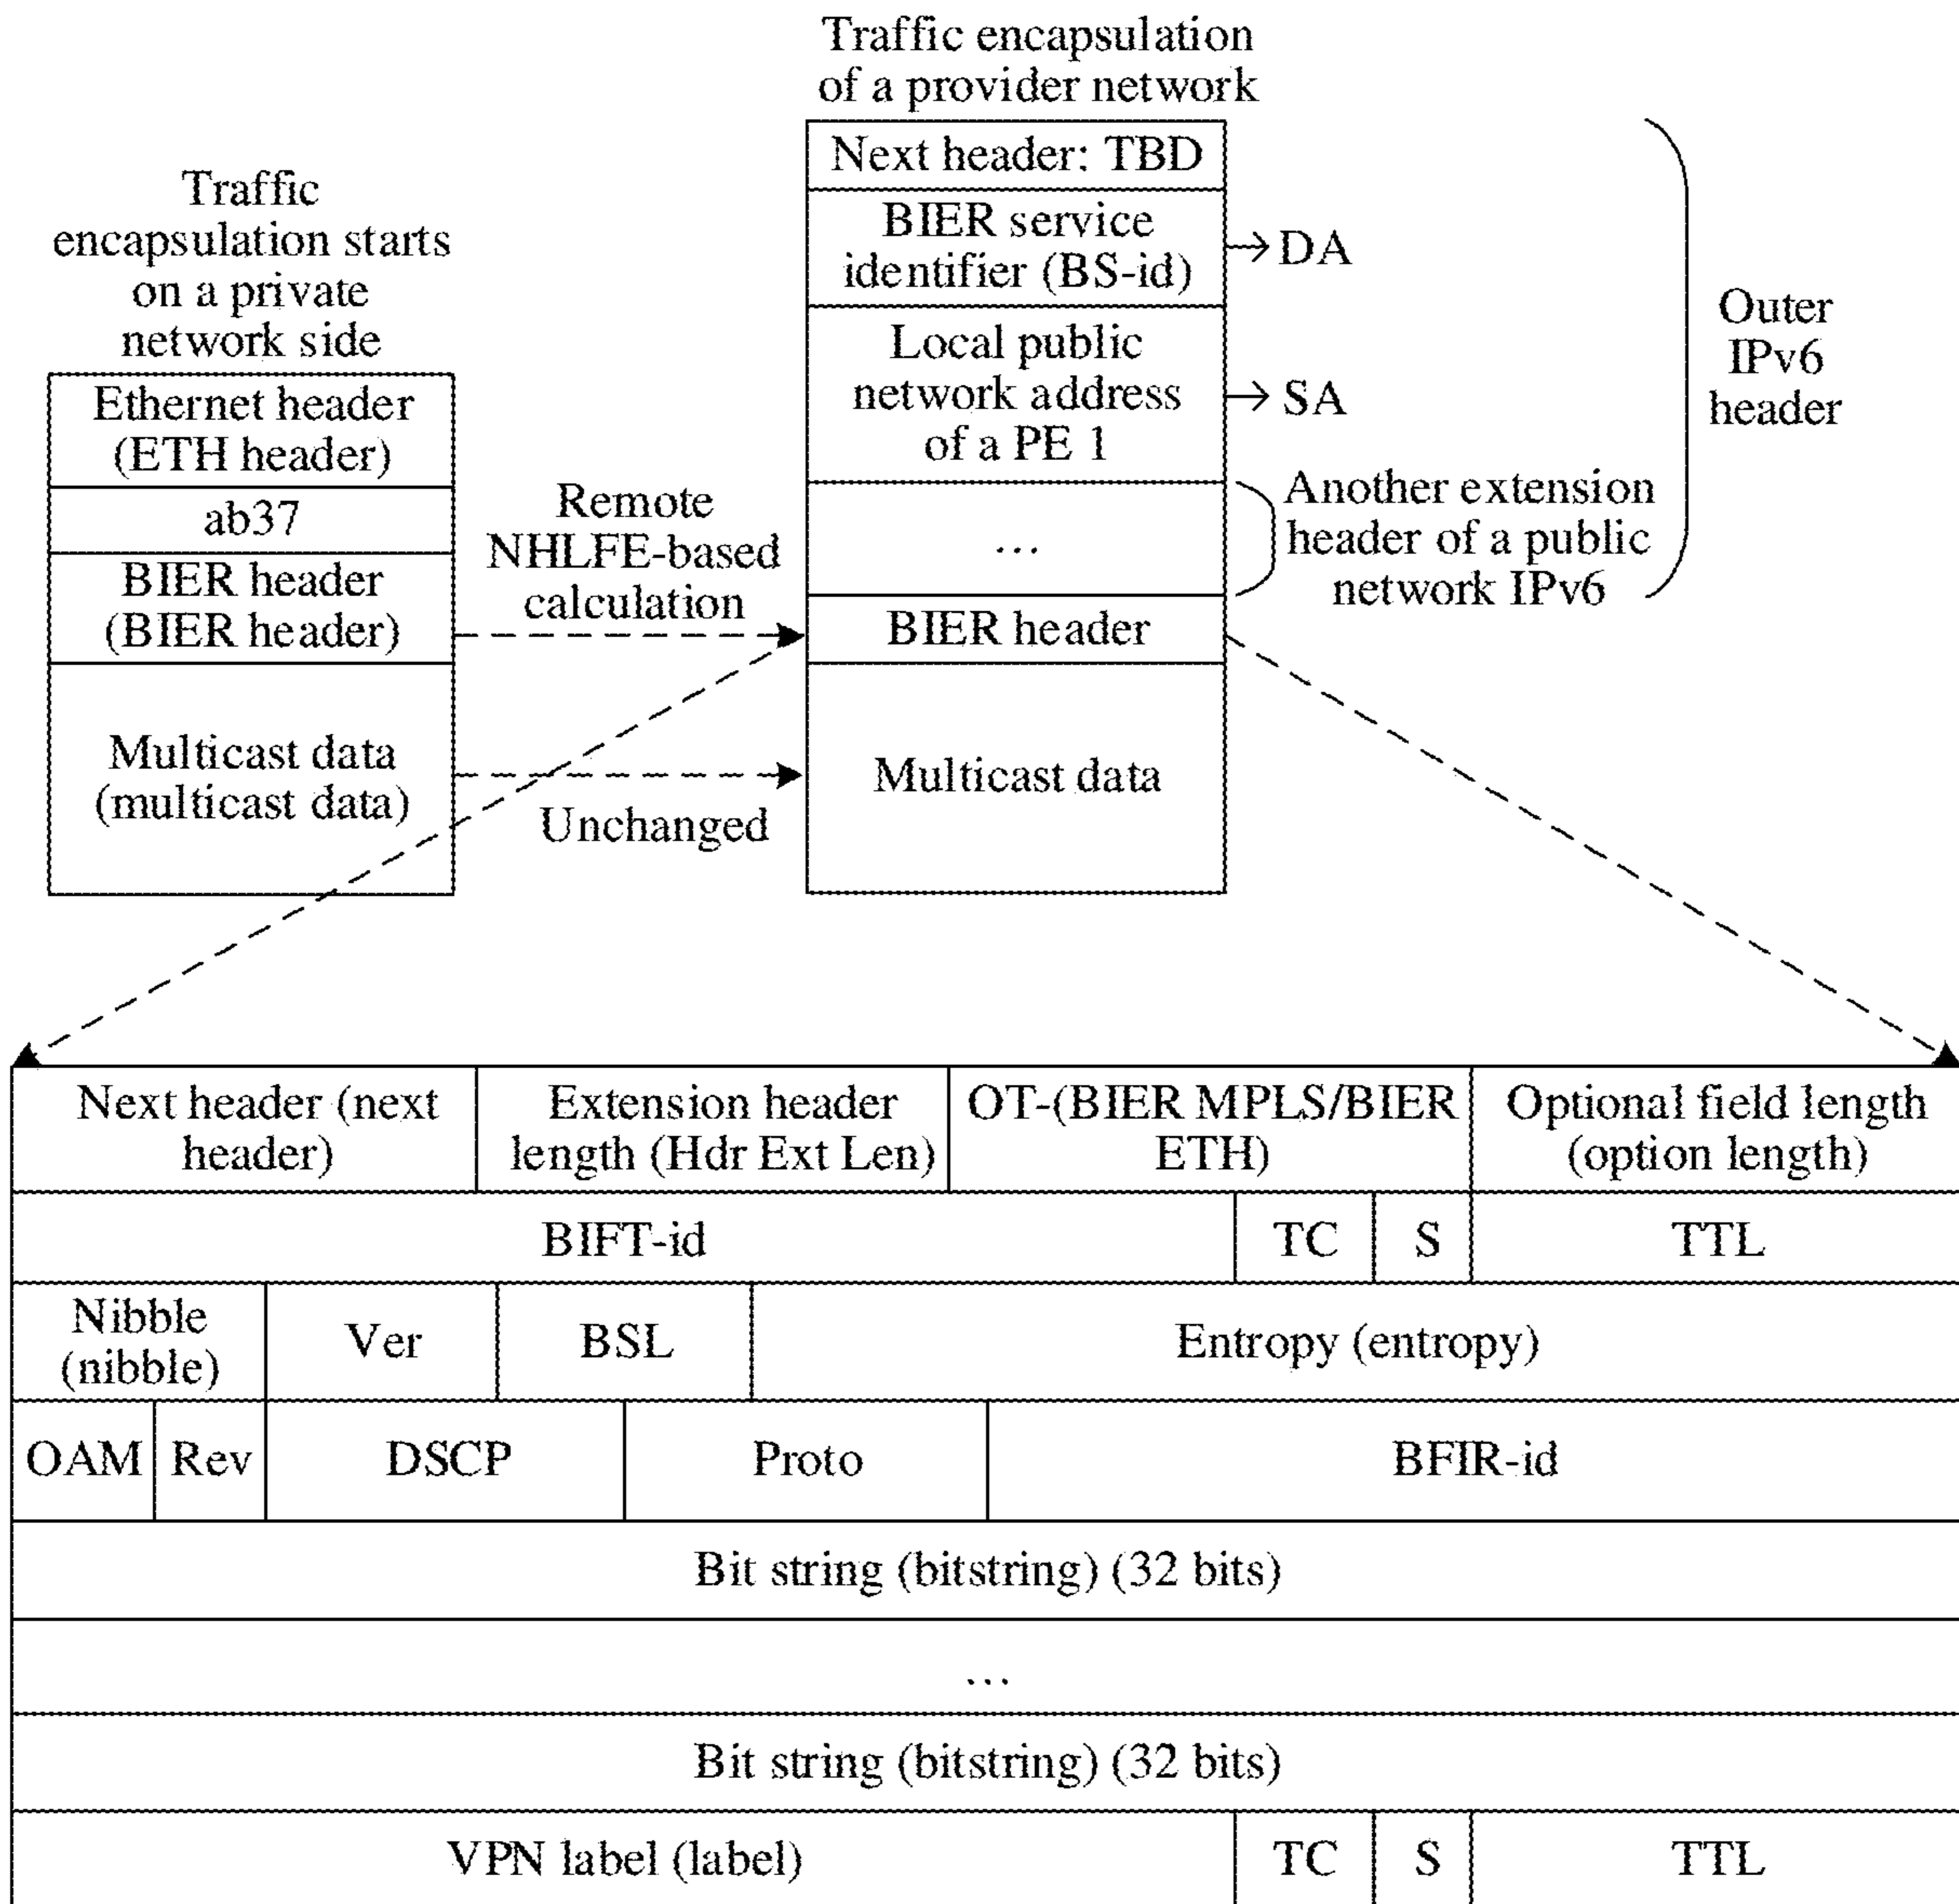 Traffic encapsulation
of a provider network
Next header: TBD
BIER service
identifier (BS-id)
DA
Local public
network address
of a PE 1
SA
...
Another extension
header of a public
network IPv6
Outer
IPv6
header
BIER header
Multicast data
Traffic
encapsulation starts
on a private
network side
Ethernet header
(ETH header)
ab37
BIER header
(BIER header)
Multicast data
(multicast data)
Remote
NHLFE-based
calculation
Unchanged
Next header (next
header)
Extension header
length (Hdr Ext Len)
OT-(BIER MPLS/BIER
ETH)
Optional field length
(option length)
BIFT-id
TC
S
TTL
Nibble
(nibble)
Ver
BSL
Entropy (entropy)
OAM
Rev
DSCP
Proto
BFIR-id
Bit string (bitstring) (32 bits)
...
Bit string (bitstring) (32 bits)
VPN label (label)
TC
S
TTL